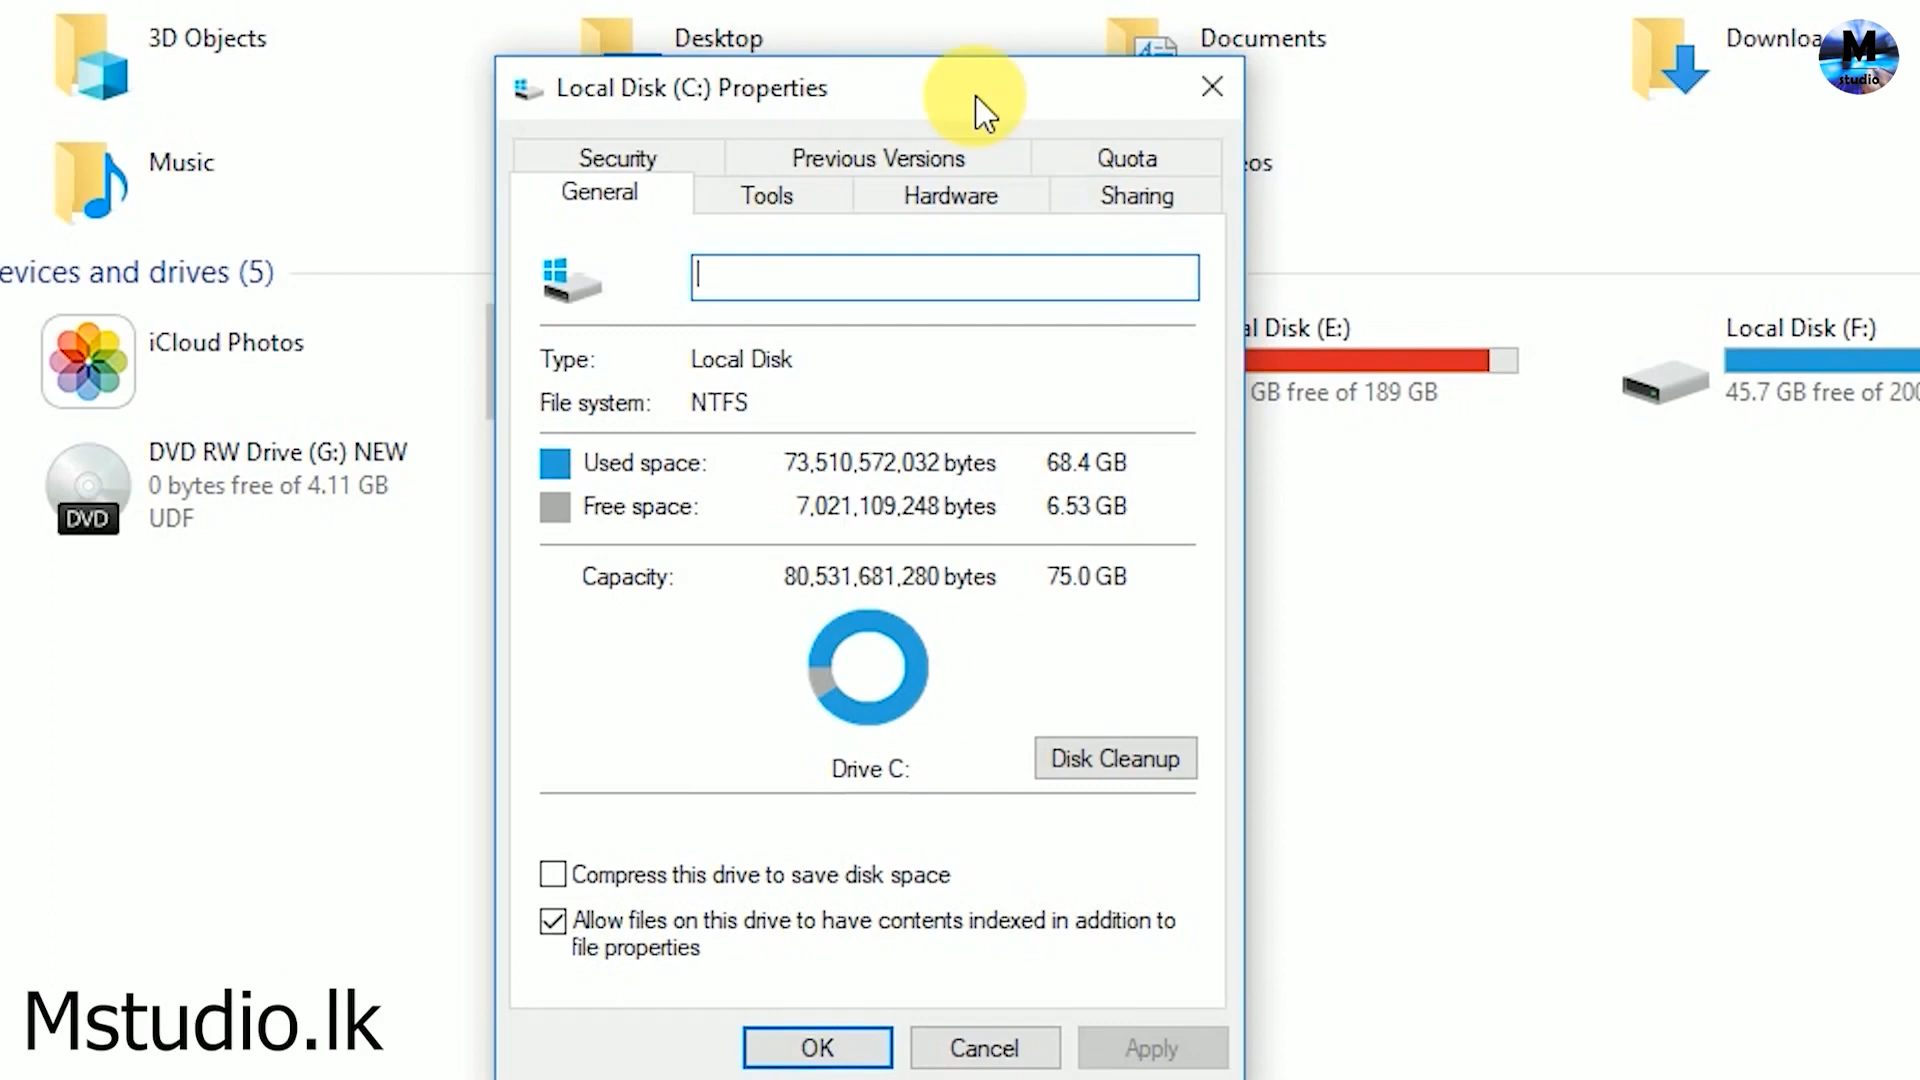 3D Objects
Desktop
Documents
Downloa
M
studio
Local Disk (C:) Properties
Music
Security
Previous Versions
Quota
General
Tools
Hardware
Sharing
evices and drives (5)
iCloud Photos
al Disk (E:)
GB free of 189 GB
Local Disk (F:)
45.7 GB free of 200
DVD RW Drive (G:) NEW
0 bytes free of 4.11 GB
UDF
DVD
Type: Local Disk
File system: NTFS
Used space: 73,510,572,032 bytes 68.4 GB
Free space: 7,021,109,248 bytes 6.53 GB
Capacity: 80,531,681,280 bytes 75.0 GB
Drive C:
Disk Cleanup
Compress this drive to save disk space
Allow files on this drive to have contents indexed in addition to
file properties
OK
Cancel
Apply
Mstudio.lk